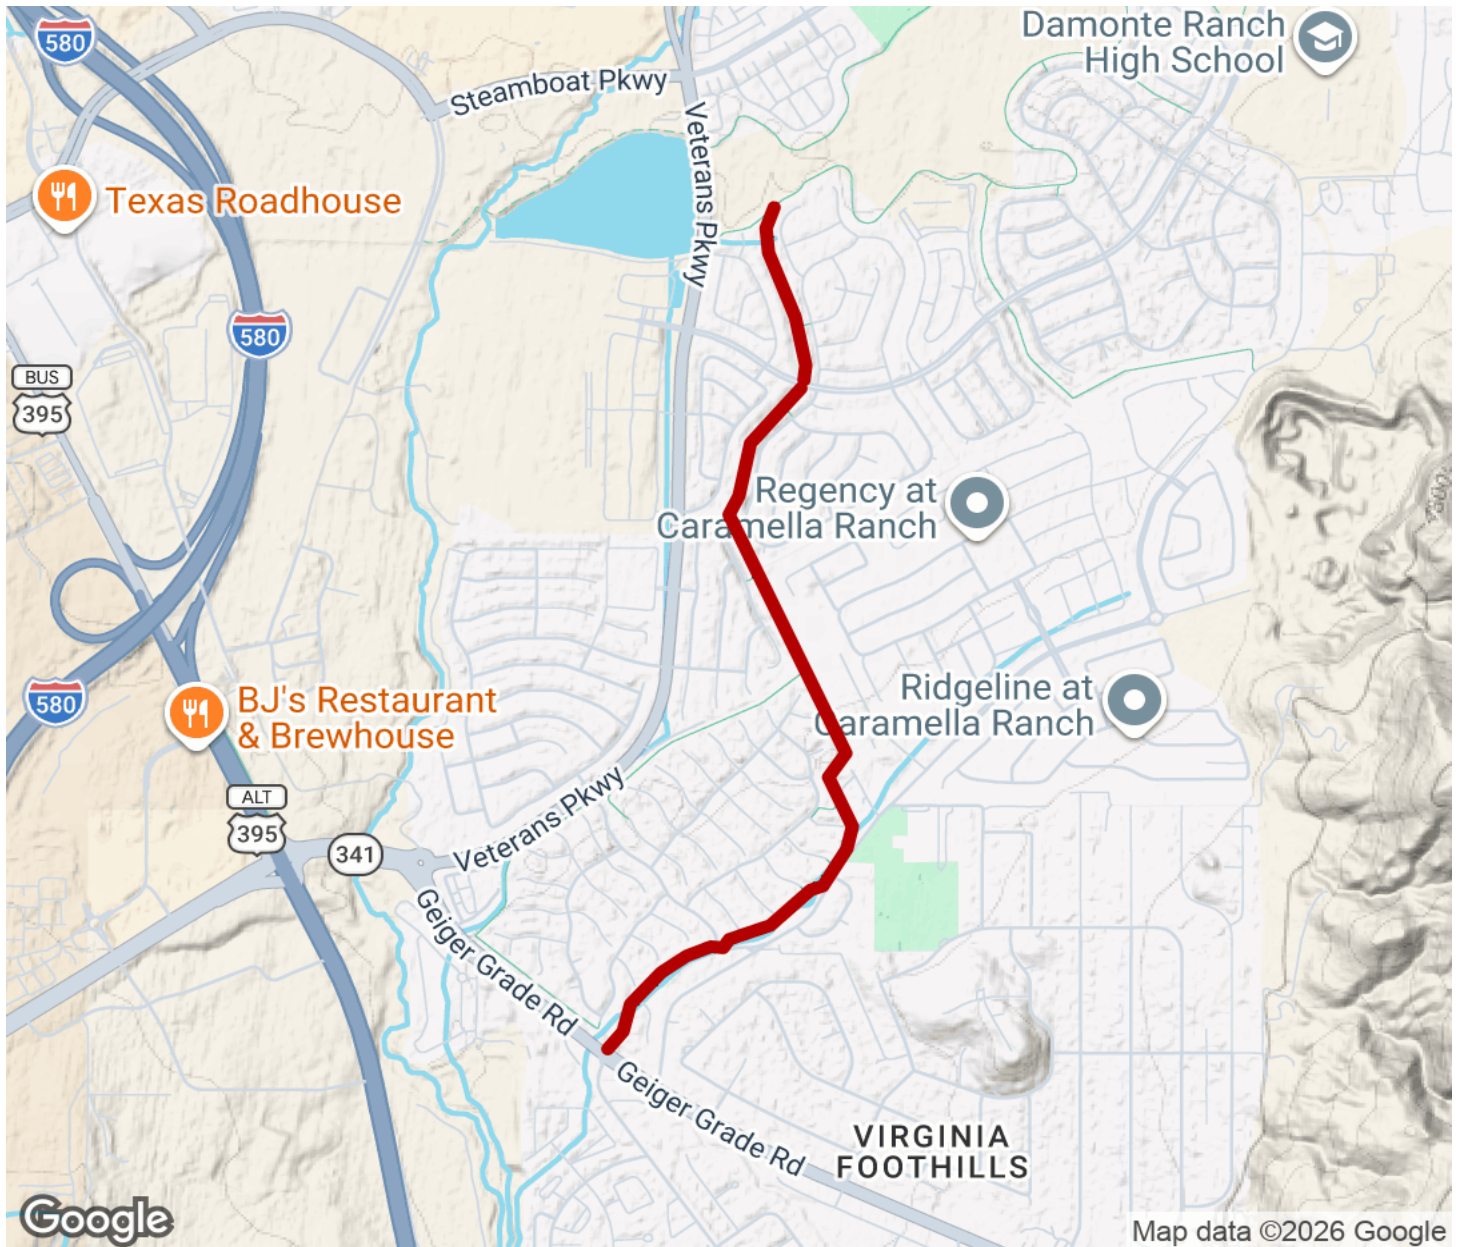 580
Damonte Ranch
High School
Steamboat Pkwy
Veterans Pkwy
Texas Roadhouse
580
BUS
395
Regency at
Caramella Ranch
580
BJ's Restaurant
& Brewhouse
Ridgeline at
Caramella Ranch
ALT
395
341
Veterans Pkwy
Geiger Grade Rd
Geiger Grade Rd
VIRGINIA
FOOTHILLS
Google
Map data ©2026 Google